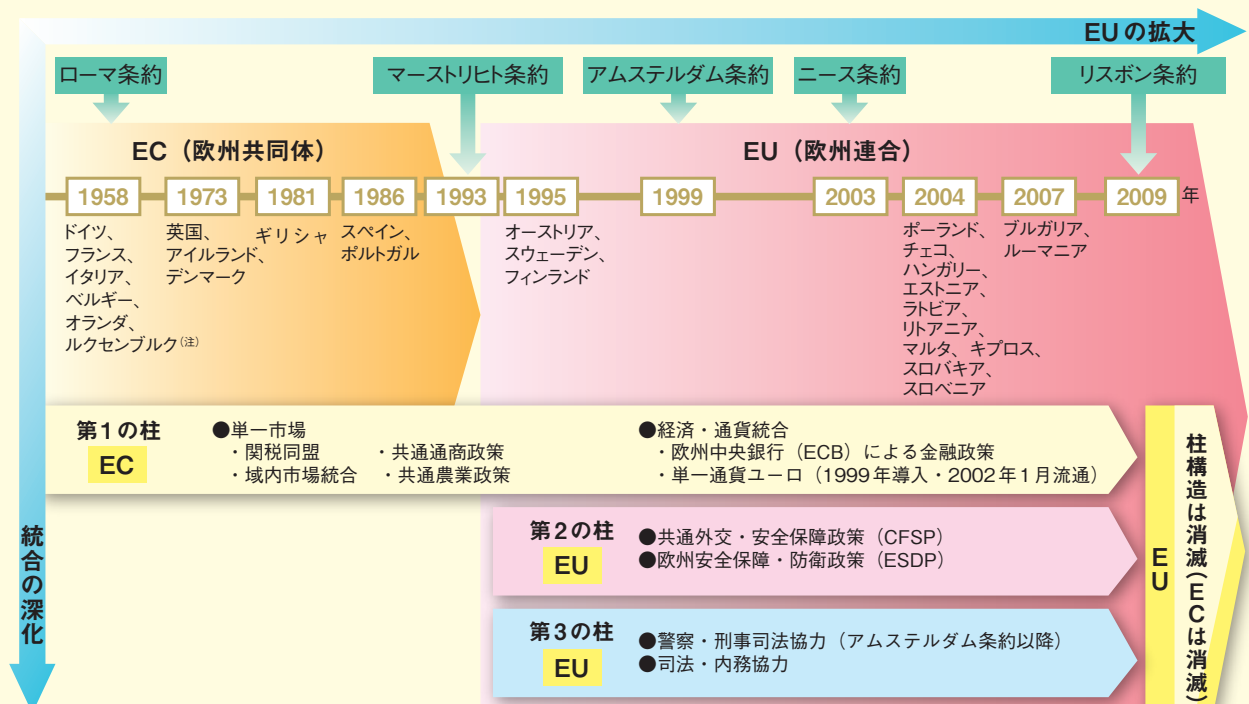 EUの拡大
ローマ条約
マーストリヒト条約
アムステルダム条約
ニース条約
リスボン条約
EC（欧州共同体）
EU（欧州連合）
1958
1973
1981
1986
1993
1995
1999
2003
2004
2007
2009
年
ドイツ、
フランス、
イタリア、
ベルギー、
オランダ、
ルクセンブルク(注)
英国、
アイルランド、
デンマーク
ギリシャ
スペイン、
ポルトガル
オーストリア、
スウェーデン、
フィンランド
ポーランド、
チェコ、
ハンガリー、
エストニア、
ラトビア、
リトアニア、
マルタ、キプロス、
スロバキア、
スロベニア
ブルガリア、
ルーマニア
統合の深化
第1の柱
EC
●単一市場
・関税同盟　・共通通商政策
・域内市場統合　・共通農業政策
●経済・通貨統合
・欧州中央銀行（ECB）による金融政策
・単一通貨ユーロ（1999年導入・2002年1月流通）
第2の柱
EU
●共通外交・安全保障政策（CFSP）
●欧州安全保障・防衛政策（ESDP）
第3の柱
EU
●警察・刑事司法協力（アムステルダム条約以降）
●司法・内務協力
EU
柱構造は消滅（ECは消滅）